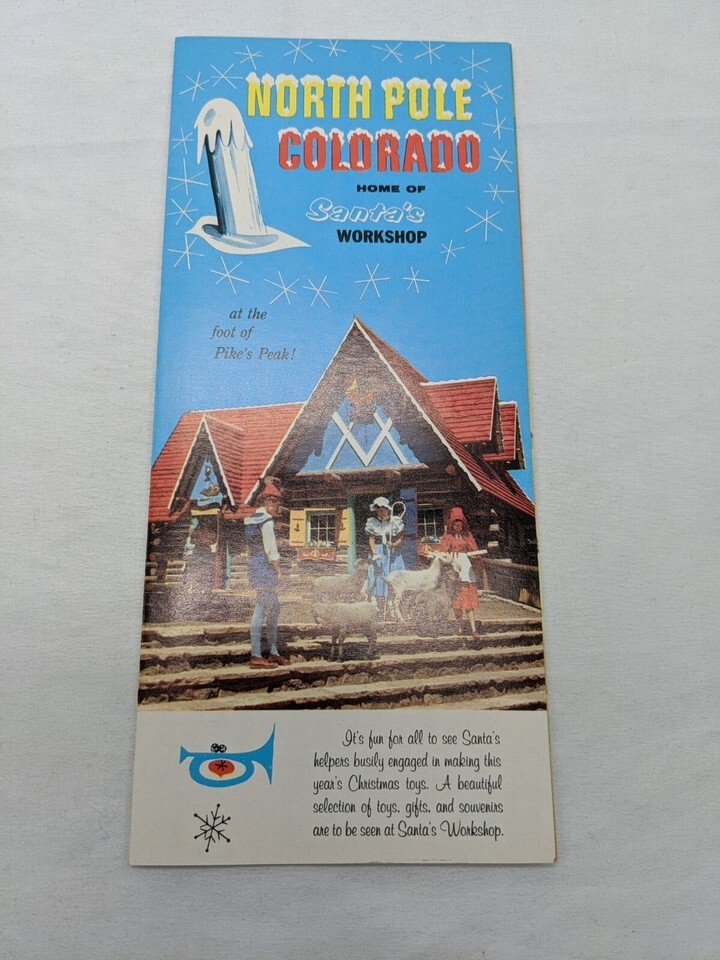 NORTH POLE
COLORADO
HOME OF
Santa's
WORKSHOP
at the
foot of
Pike's Peak!
It's fun for all to see Santa's
helpers busily engaged in making this
year's Christmas toys. A beautiful
selection of toys, gifts, and souvenirs
are to be seen at Santa's Workshop.